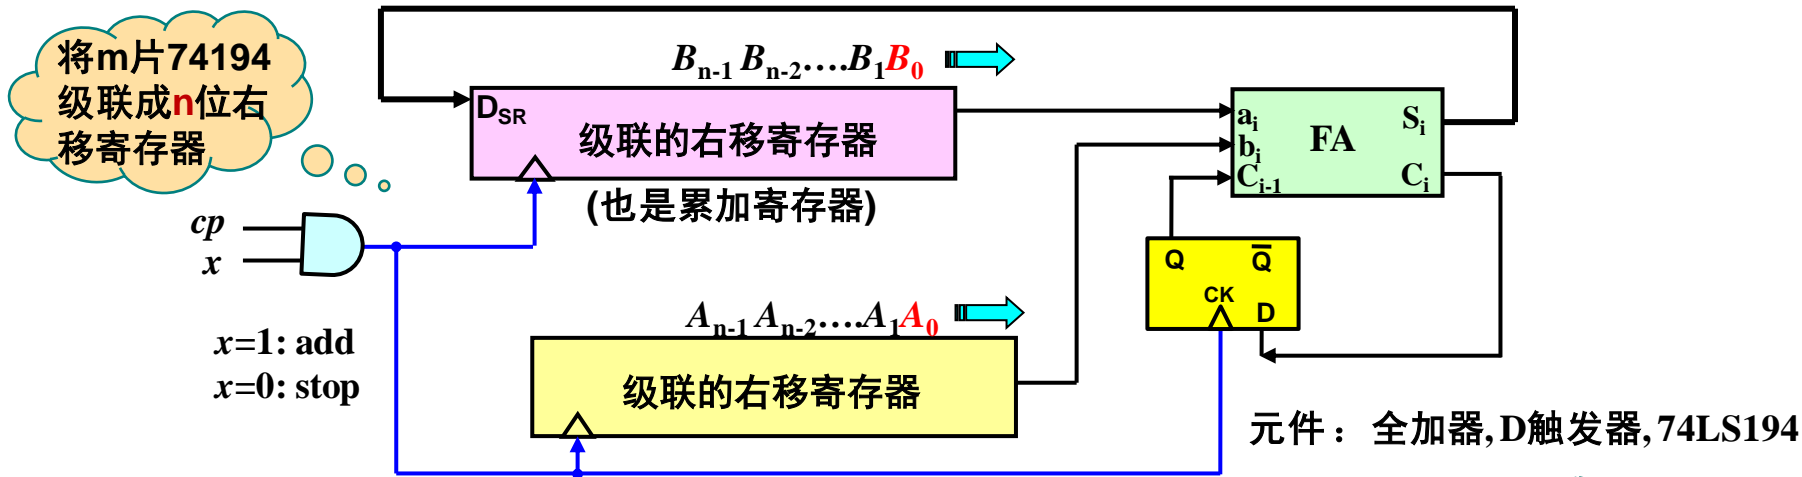 将m片74194
级联成n位右
移寄存器
Bn-1 Bn-2....B1B0
DSR
级联的右移寄存器
(也是累加寄存器)
ai
bi
Ci-1
FA
Si
Ci
cp
x
Q
Q̅
CK
D
An-1 An-2....A1A0
x=1: add
x=0: stop
级联的右移寄存器
元件：全加器, D触发器, 74LS194